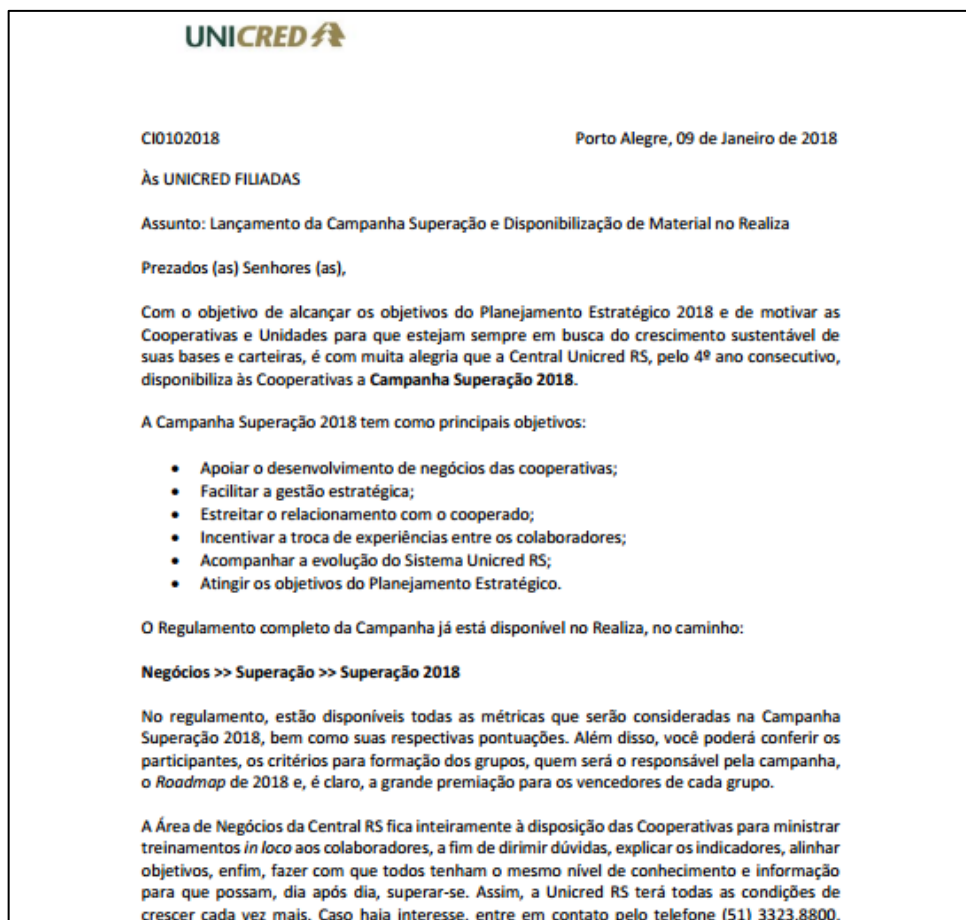 UNICRED
CI0102018 Porto Alegre, 09 de Janeiro de 2018
Às UNICRED FILIADAS
Assunto: Lançamento da Campanha Superação e Disponibilização de Material no Realiza
Prezados (as) Senhores (as),
Com o objetivo de alcançar os objetivos do Planejamento Estratégico 2018 e de motivar as
Cooperativas e Unidades para que estejam sempre em busca do crescimento sustentável de
suas bases e carteiras, é com muita alegria que a Central Unicred RS, pelo 4º ano consecutivo,
disponibiliza às Cooperativas a Campanha Superação 2018.
A Campanha Superação 2018 tem como principais objetivos:
• Apoiar o desenvolvimento de negócios das cooperativas;
• Facilitar a gestão estratégica;
• Estreitar o relacionamento com o cooperado;
• Incentivar a troca de experiências entre os colaboradores;
• Acompanhar a evolução do Sistema Unicred RS;
• Atingir os objetivos do Planejamento Estratégico.
O Regulamento completo da Campanha já está disponível no Realiza, no caminho:
Negócios >> Superação >> Superação 2018
No regulamento, estão disponíveis todas as métricas que serão consideradas na Campanha
Superação 2018, bem como suas respectivas pontuações. Além disso, você poderá conferir os
participantes, os critérios para formação dos grupos, quem será o responsável pela campanha,
o Roadmap de 2018 e, é claro, a grande premiação para os vencedores de cada grupo.
A Área de Negócios da Central RS fica inteiramente à disposição das Cooperativas para ministrar
treinamentos in loco aos colaboradores, a fim de dirimir dúvidas, explicar os indicadores, alinhar
objetivos, enfim, fazer com que todos tenham o mesmo nível de conhecimento e informação
para que possam, dia após dia, superar-se. Assim, a Unicred RS terá todas as condições de
crescer cada vez mais. Caso haja interesse, entre em contato pelo telefone (51) 3323.8800,